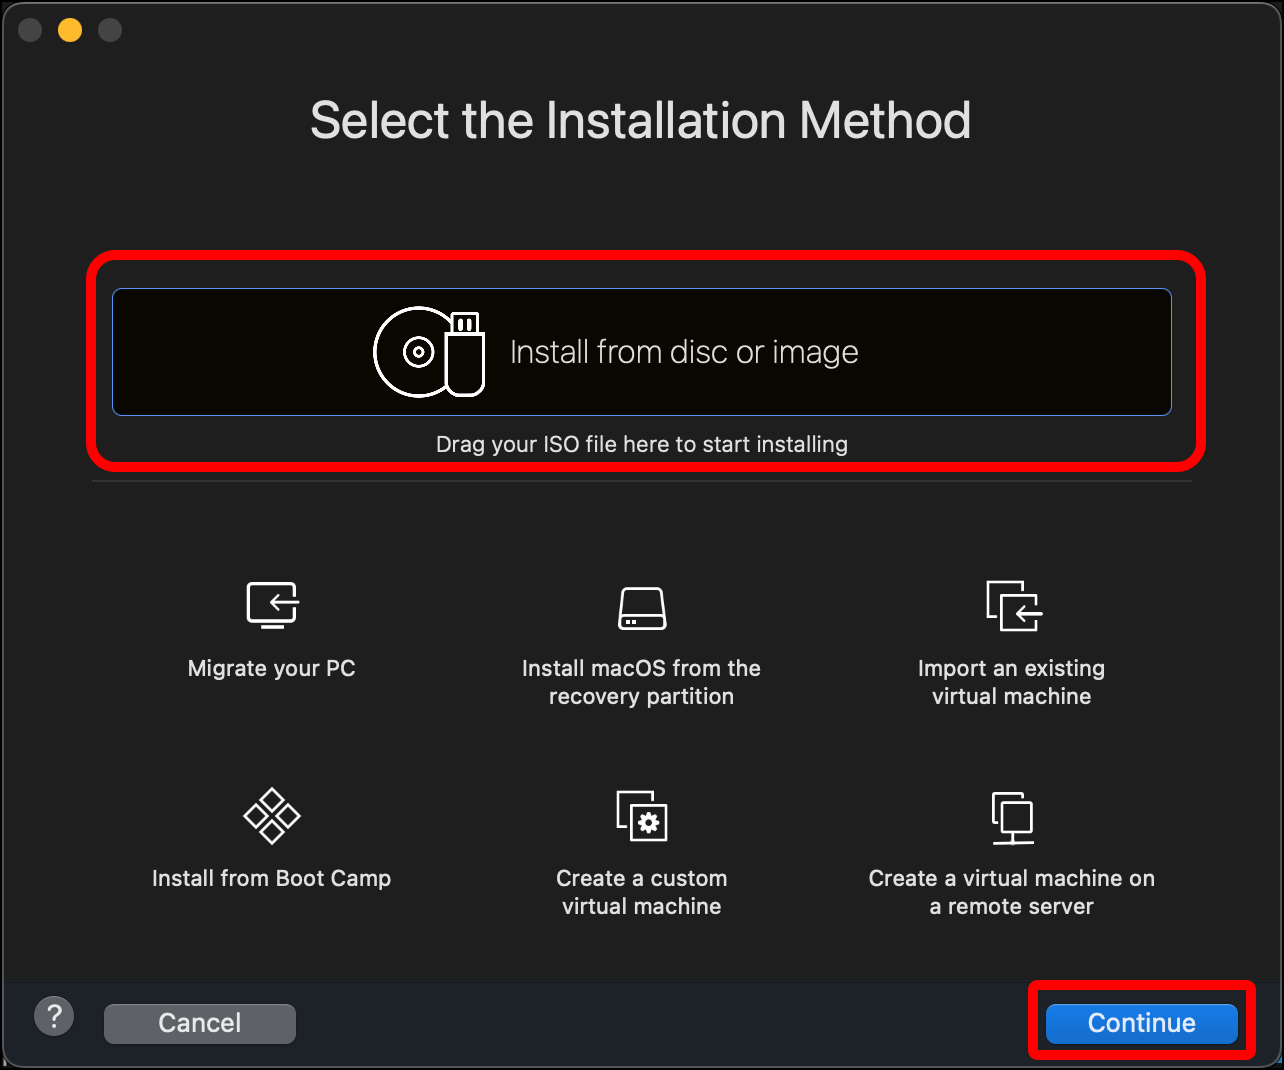 Select the Installation Method
Install from disc or image
Drag your ISO file here to start installing
Migrate your PC
Install macOS from the
recovery partition
Import an existing
virtual machine
Install from Boot Camp
Create a custom
virtual machine
Create a virtual machine on
a remote server
?
Cancel
Continue